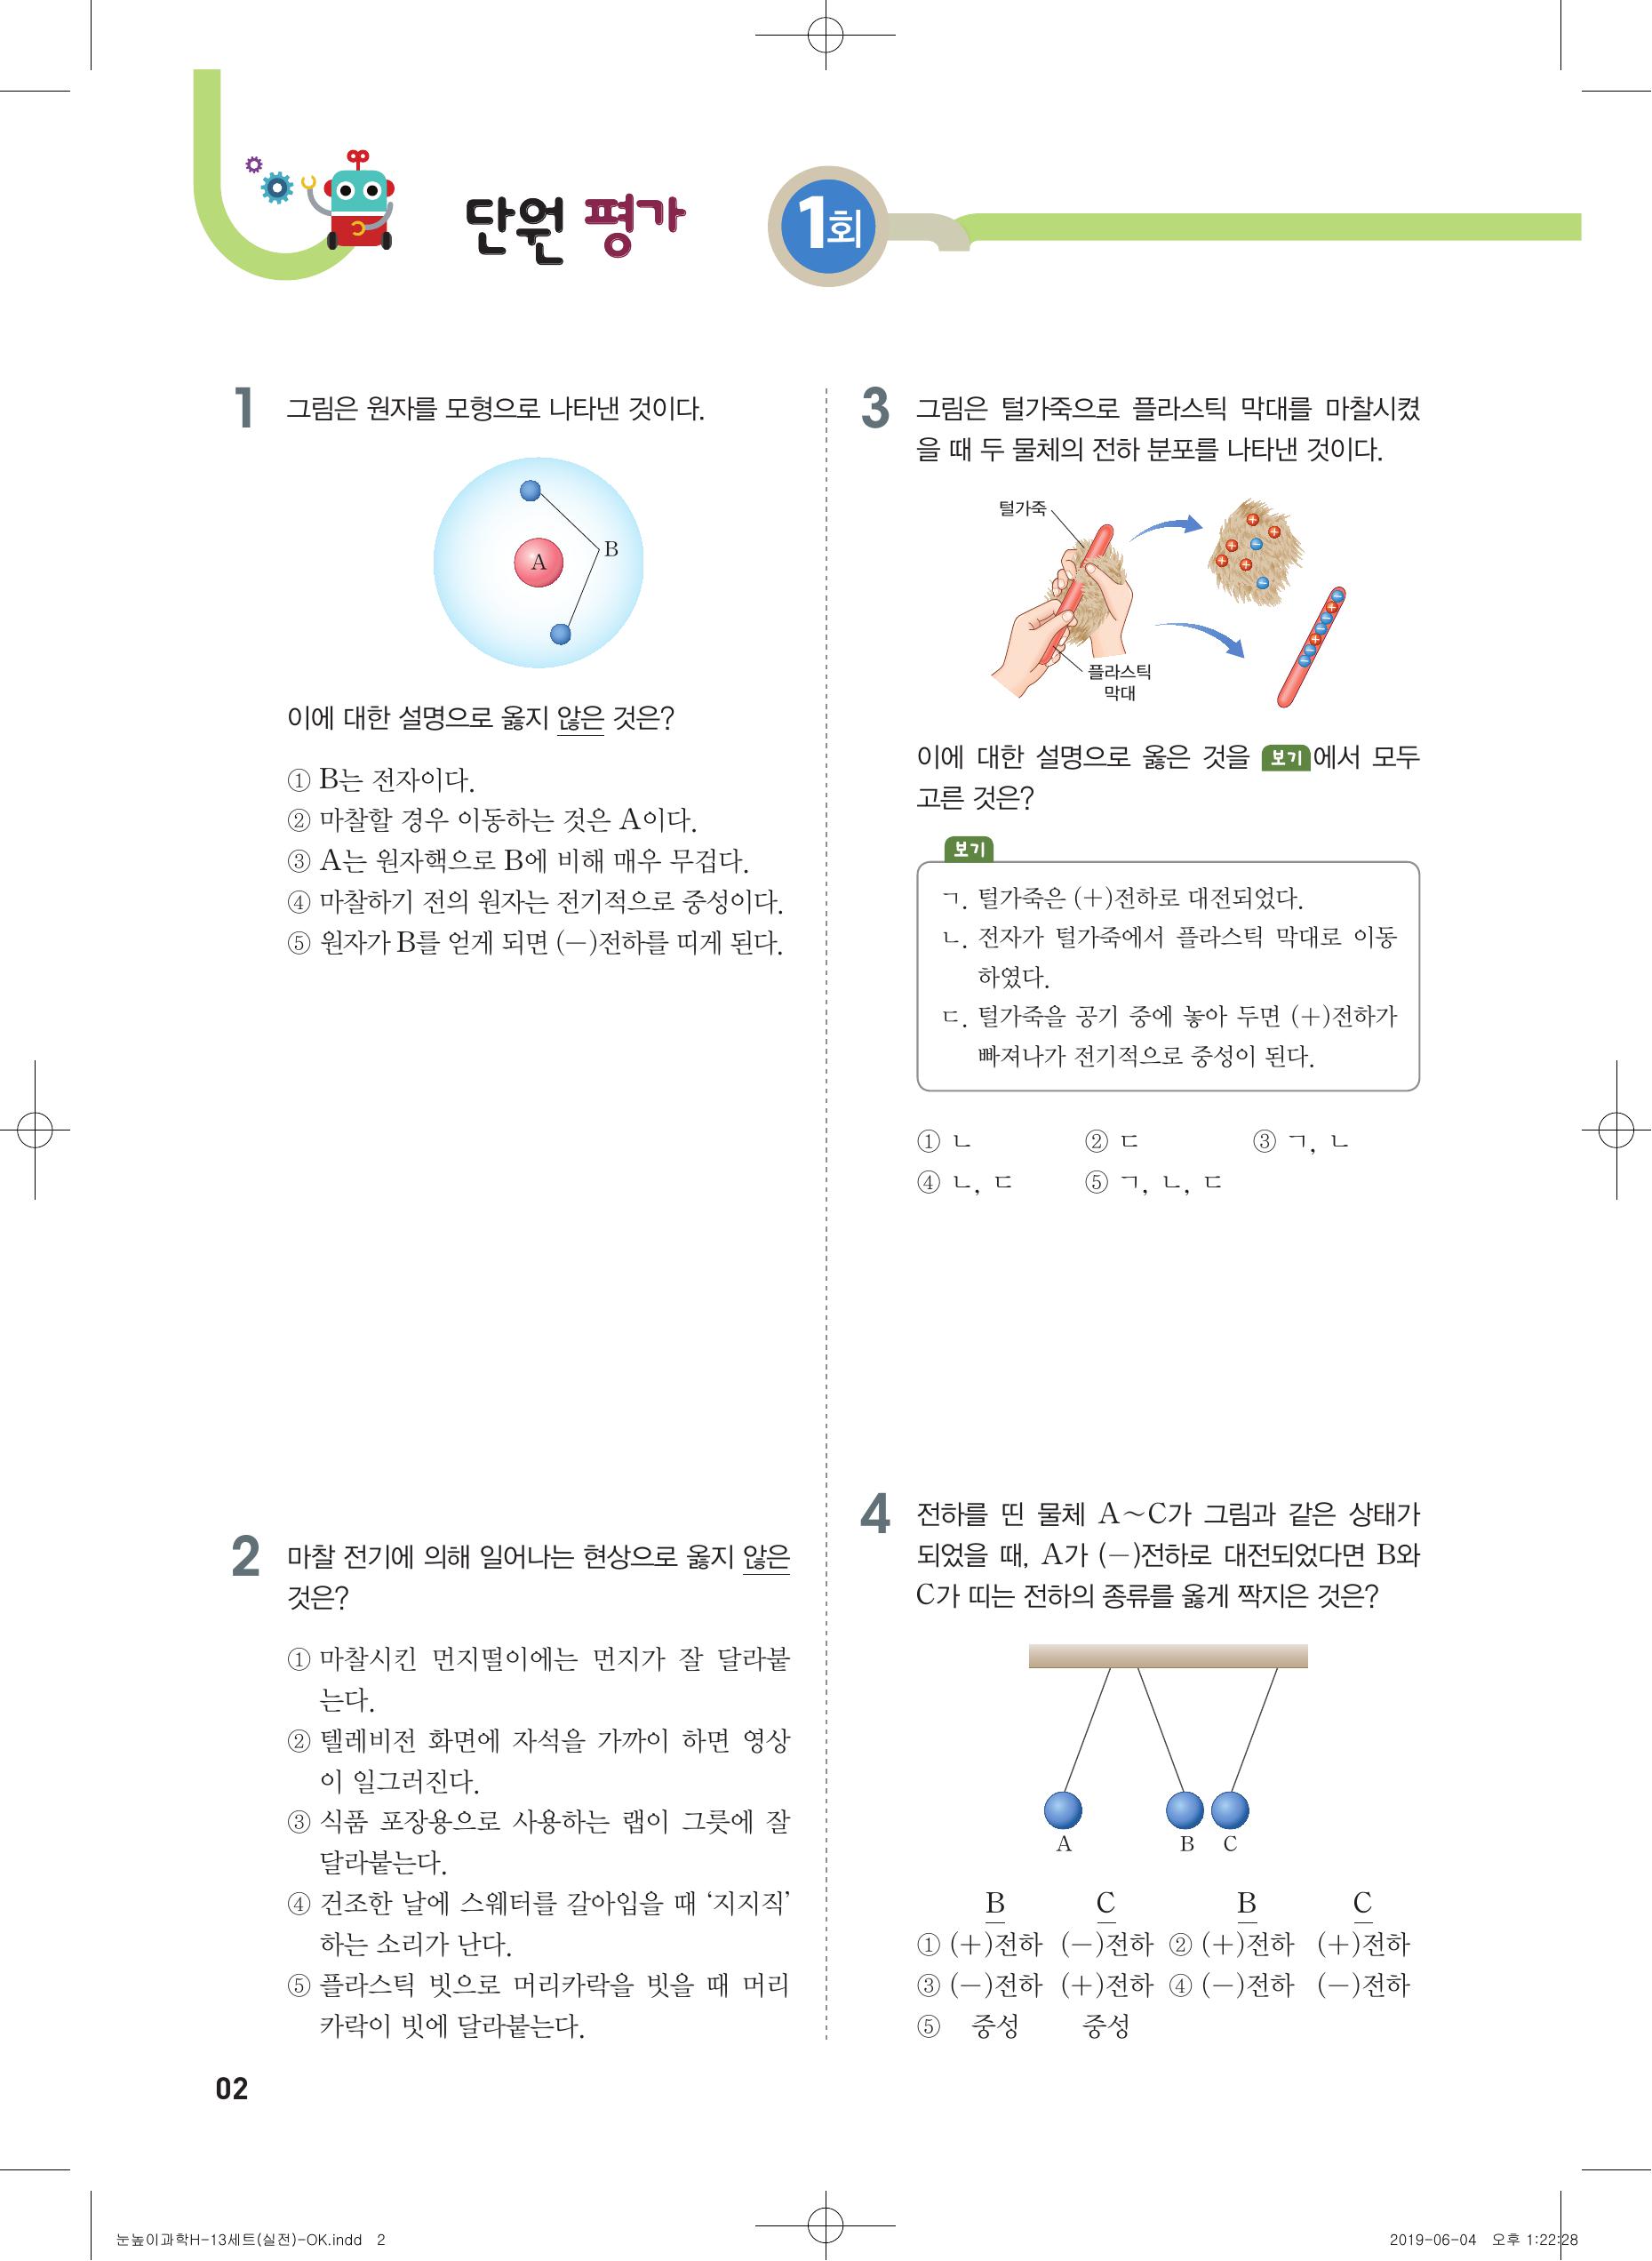 단원 평가 1회
1 그림은 원자를 모형으로 나타낸 것이다.
A
B
이에 대한 설명으로 옳지 않은 것은?
① B는 전자이다.
② 마찰할 경우 이동하는 것은 A이다.
③ A는 원자핵으로 B에 비해 매우 무겁다.
④ 마찰하기 전의 원자는 전기적으로 중성이다.
⑤ 원자가 B를 얻게 되면 (－)전하를 띠게 된다.
2 마찰 전기에 의해 일어나는 현상으로 옳지 않은
것은?
① 마찰시킨 먼지떨이에는 먼지가 잘 달라붙
는다.
② 텔레비전 화면에 자석을 가까이 하면 영상
이 일그러진다.
③ 식품 포장용으로 사용하는 랩이 그릇에 잘
달라붙는다.
④ 건조한 날에 스웨터를 갈아입을 때 ‘지지직’
하는 소리가 난다.
⑤ 플라스틱 빗으로 머리카락을 빗을 때 머리
카락이 빗에 달라붙는다.
02
3 그림은 털가죽으로 플라스틱 막대를 마찰시켰
을 때 두 물체의 전하 분포를 나타낸 것이다.
털가죽
플라스틱
막대
이에 대한 설명으로 옳은 것을 보기에서 모두
고른 것은?
보기
ㄱ. 털가죽은 (＋)전하로 대전되었다.
ㄴ. 전자가 털가죽에서 플라스틱 막대로 이동
하였다.
ㄷ. 털가죽을 공기 중에 놓아 두면 (＋)전하가
빠져나가 전기적으로 중성이 된다.
① ㄴ ② ㄷ ③ ㄱ, ㄴ
④ ㄴ, ㄷ ⑤ ㄱ, ㄴ, ㄷ
4 전하를 띤 물체 A～C가 그림과 같은 상태가
되었을 때, A가 (－)전하로 대전되었다면 B와
C가 띠는 전하의 종류를 옳게 짝지은 것은?
A B C
B C B C
① (＋)전하 (－)전하 ② (＋)전하 (＋)전하
③ (－)전하 (＋)전하 ④ (－)전하 (－)전하
⑤ 중성 중성
눈높이과학H-13세트(실전)-OK.indd 2
2019-06-04 오후 1:22:28